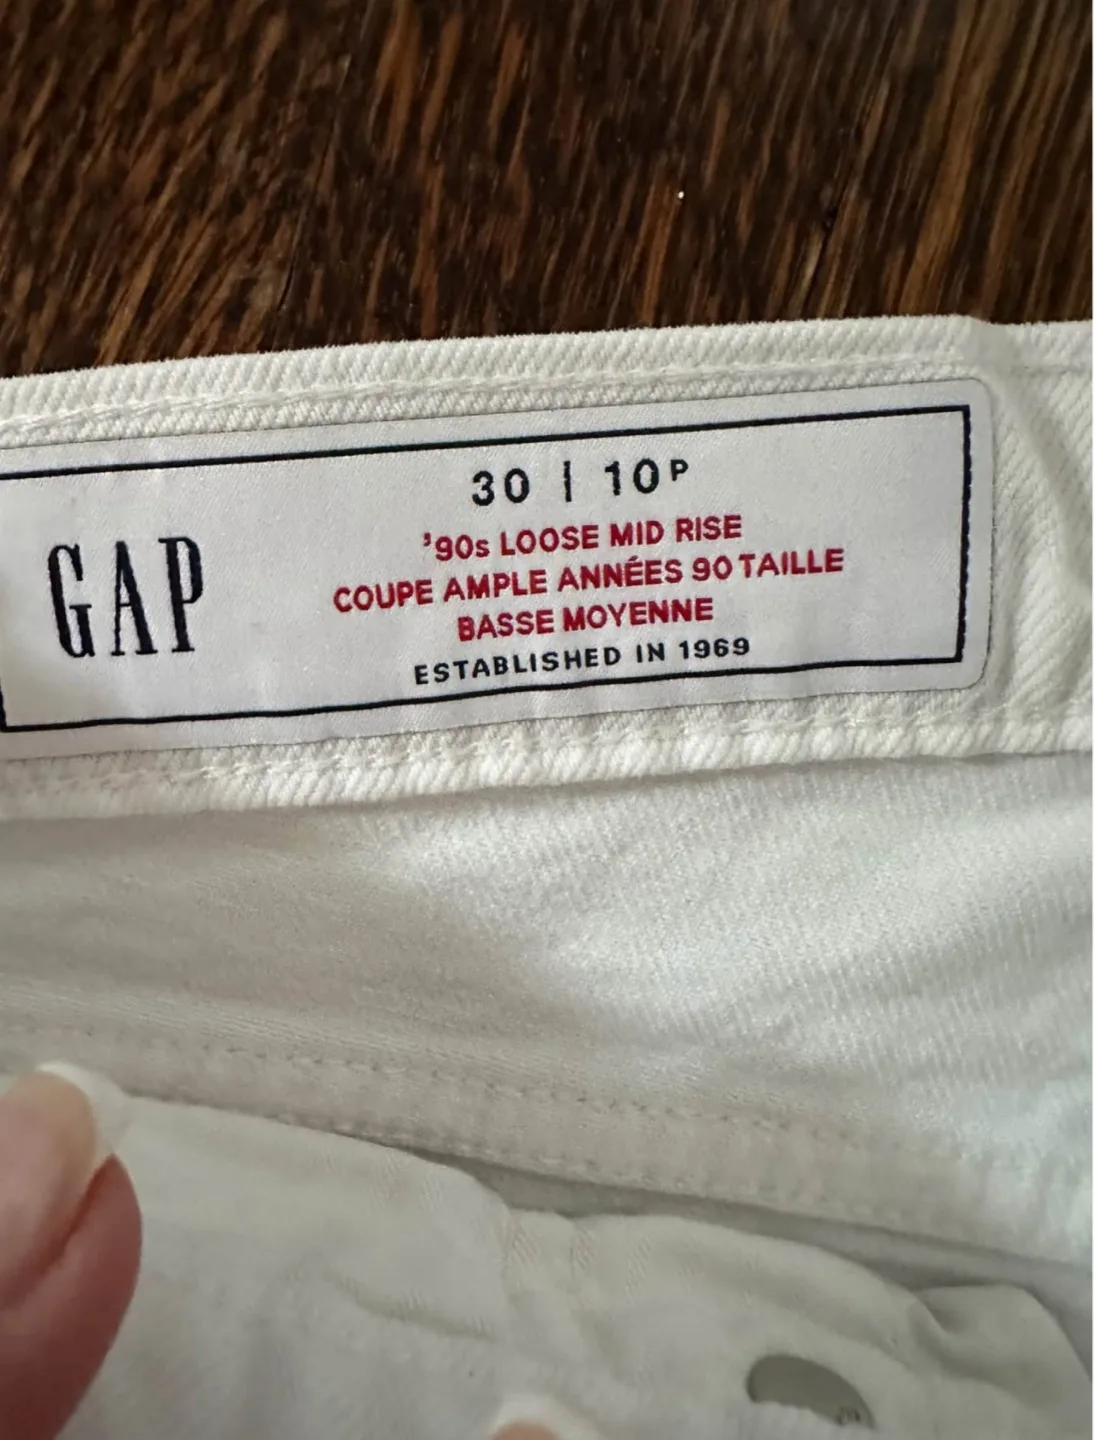 GAP
30 | 10P
'90s LOOSE MID RISE
COUPE AMPLE ANNÉES 90 TAILLE
BASSE MOYENNE
ESTABLISHED IN 1969